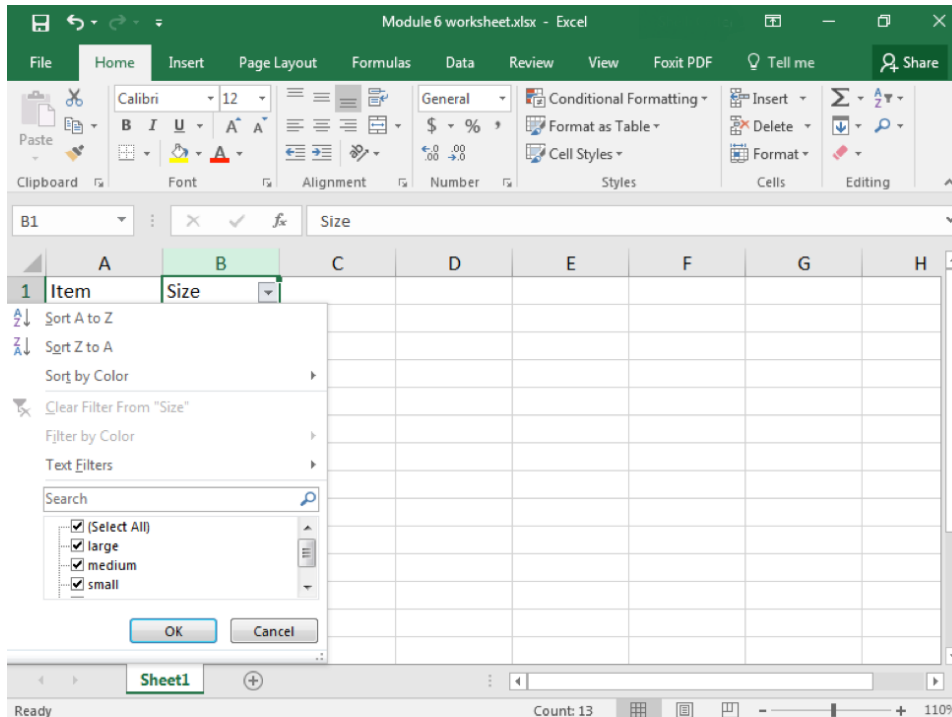 Module 6 worksheet.xlsx - Excel
File Home Insert Page Layout Formulas Data Review View Foxit PDF Tell me Share
Calibri 12 General Conditional Formatting Insert
Paste B I U A A $ % , Format as Table Delete
A Cell Styles Format
Clipboard Font Alignment Number Styles Cells Editing
B1 fx Size
A B C D E F G H
1 Item Size
Sort A to Z
Sort Z to A
Sort by Color
Clear Filter From "Size"
Filter by Color
Text Filters
Search
(Select All)
large
medium
small
OK Cancel
Sheet1
Ready Count: 13 - + 110%